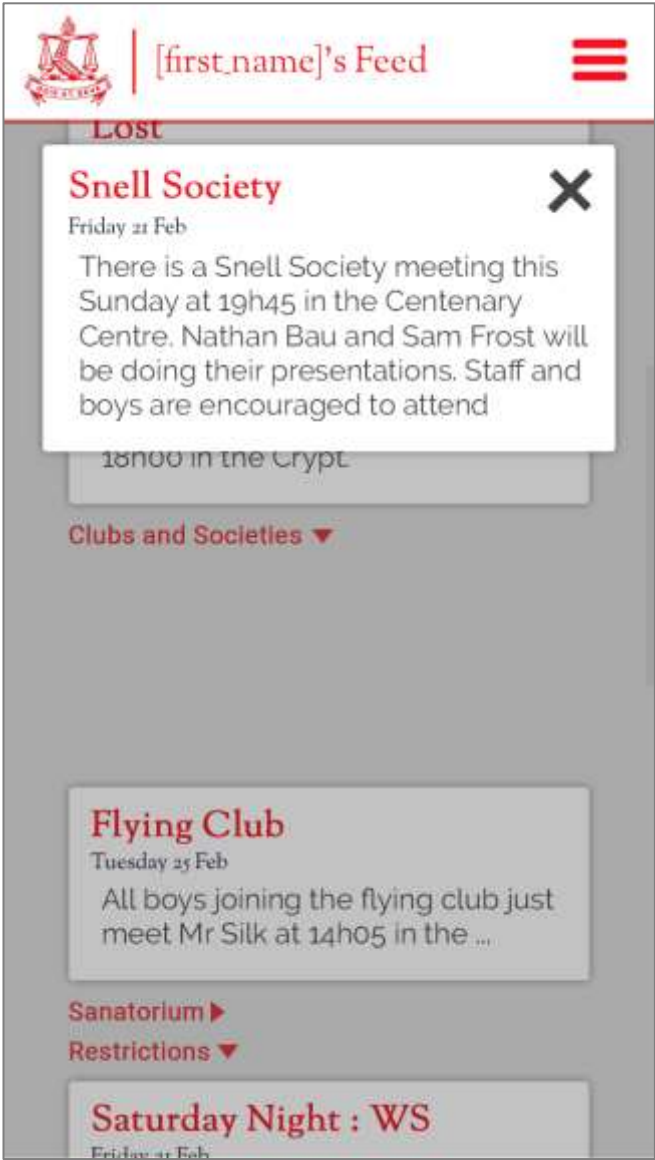 [first_name]'s Feed
Lost
Snell Society
Friday 21 Feb
There is a Snell Society meeting this
Sunday at 19h45 in the Centenary
Centre. Nathan Bau and Sam Frost will
be doing their presentations. Staff and
boys are encouraged to attend
18h00 in the Crypt.
Clubs and Societies
Flying Club
Tuesday 25 Feb
All boys joining the flying club just
meet Mr Silk at 14h05 in the ...
Sanatorium
Restrictions
Saturday Night : WS
Friday 21 Feb